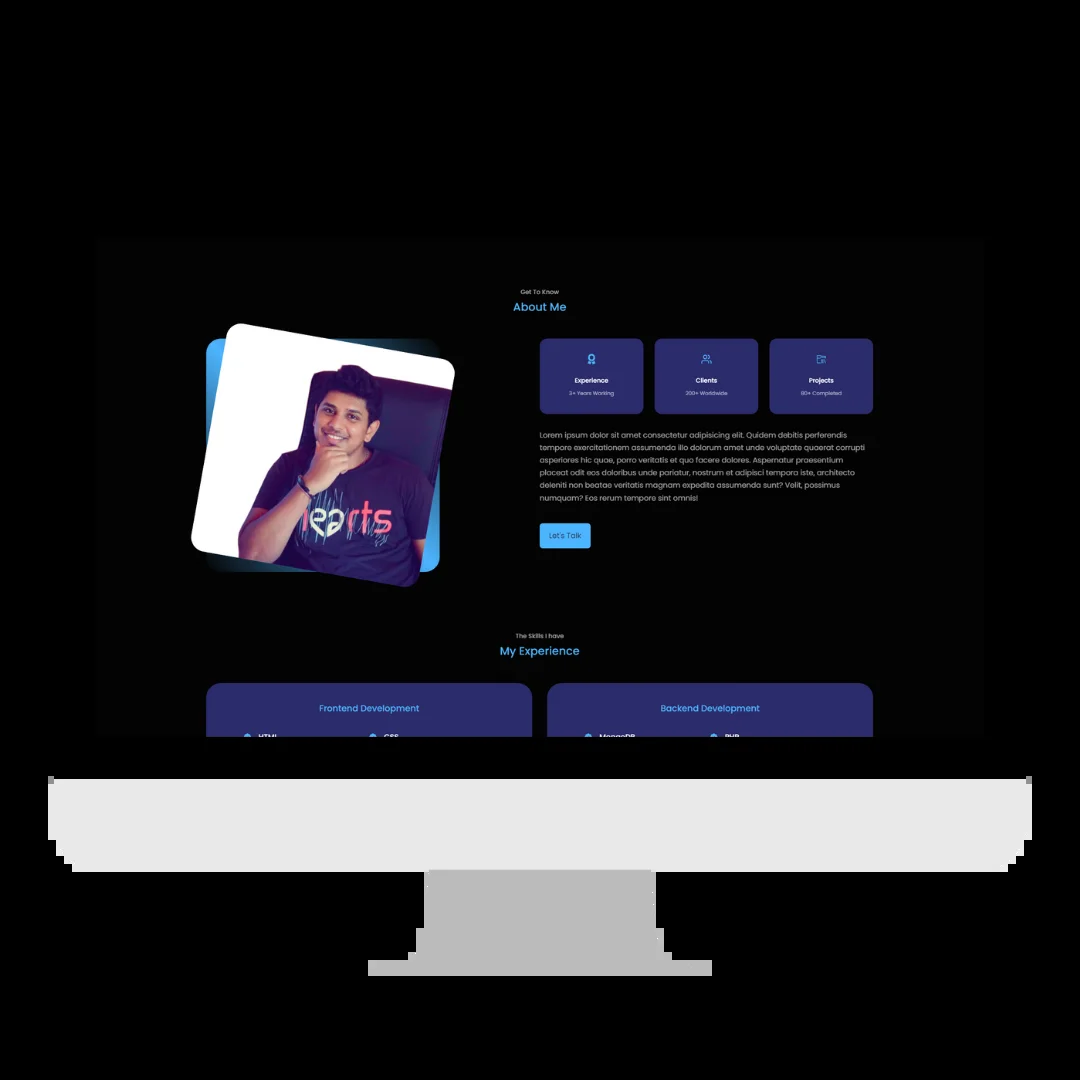 Get To Know
About Me
Experience
3+ Years Working
Clients
200+ Worldwide
Projects
80+ Completed
Lorem ipsum dolor sit amet consectetur adipisicing elit. Quidem debitis perferendis
tempore exercitationem assumenda illo dolorum amet unde voluptate quaerat corrupti
asperiores hic quae, porro veritatis et quo facere dolores. Aspernatur praesentium
placeat odit eos doloribus unde pariatur, nostrum et adipisci tempora iste, architecto
deleniti non beatae veritatis magnam expedita assumenda sunt? Velit, possimus
numquam? Eos rerum tempore sint omnis!
Let's Talk
hearts
The Skills I have
My Experience
Frontend Development
Backend Development
HTML
CSS
MongoDB
PHP